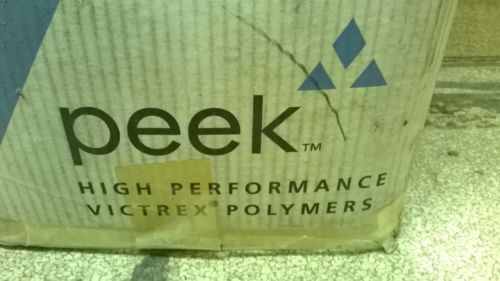 peek™
HIGH PERFORMANCE
VICTREX® POLYMERS